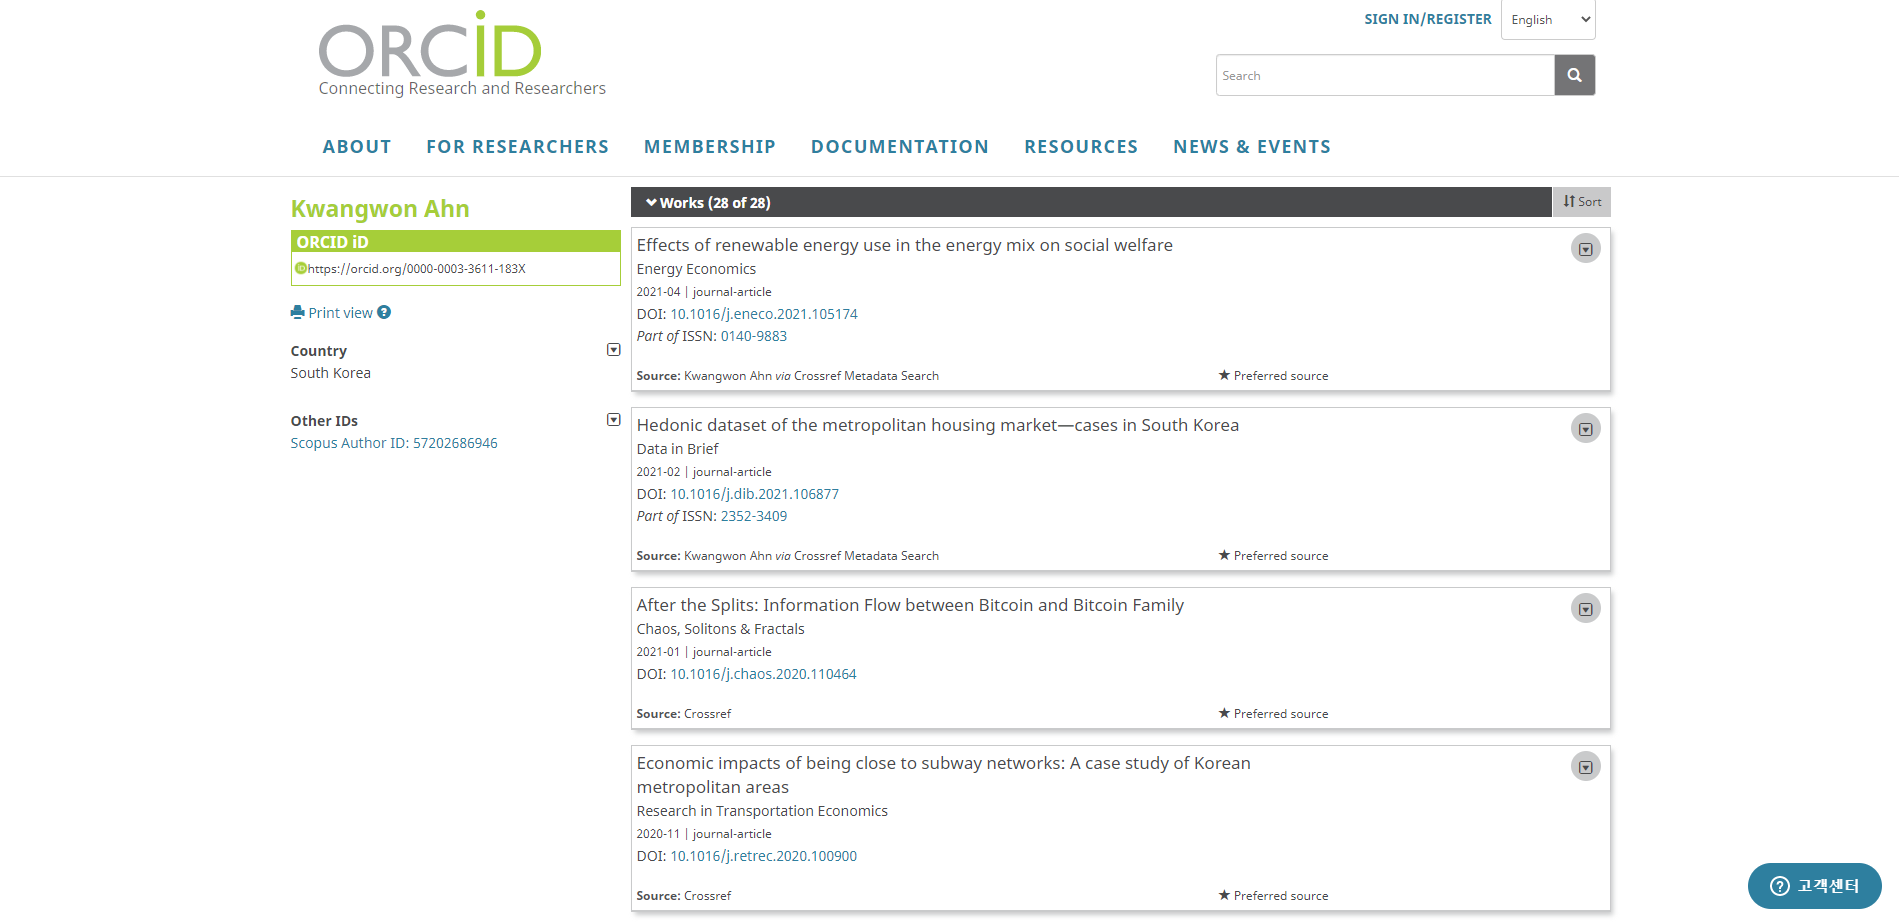 ORCiD
Connecting Research and Researchers
SIGN IN/REGISTER
English
Search
ABOUT FOR RESEARCHERS MEMBERSHIP DOCUMENTATION RESOURCES NEWS & EVENTS
Kwangwon Ahn
ORCID iD
iD https://orcid.org/0000-0003-3611-183X
Print view ?
Country
South Korea
Other IDs
Scopus Author ID: 57202686946
Works (28 of 28)
Sort
Effects of renewable energy use in the energy mix on social welfare
Energy Economics
2021-04 | journal-article
DOI: 10.1016/j.eneco.2021.105174
Part of ISSN: 0140-9883
Source: Kwangwon Ahn via Crossref Metadata Search ★ Preferred source
Hedonic dataset of the metropolitan housing market—cases in South Korea
Data in Brief
2021-02 | journal-article
DOI: 10.1016/j.dib.2021.106877
Part of ISSN: 2352-3409
Source: Kwangwon Ahn via Crossref Metadata Search ★ Preferred source
After the Splits: Information Flow between Bitcoin and Bitcoin Family
Chaos, Solitons & Fractals
2021-01 | journal-article
DOI: 10.1016/j.chaos.2020.110464
Source: Crossref ★ Preferred source
Economic impacts of being close to subway networks: A case study of Korean
metropolitan areas
Research in Transportation Economics
2020-11 | journal-article
DOI: 10.1016/j.retrec.2020.100900
Source: Crossref ★ Preferred source
? 고객센터